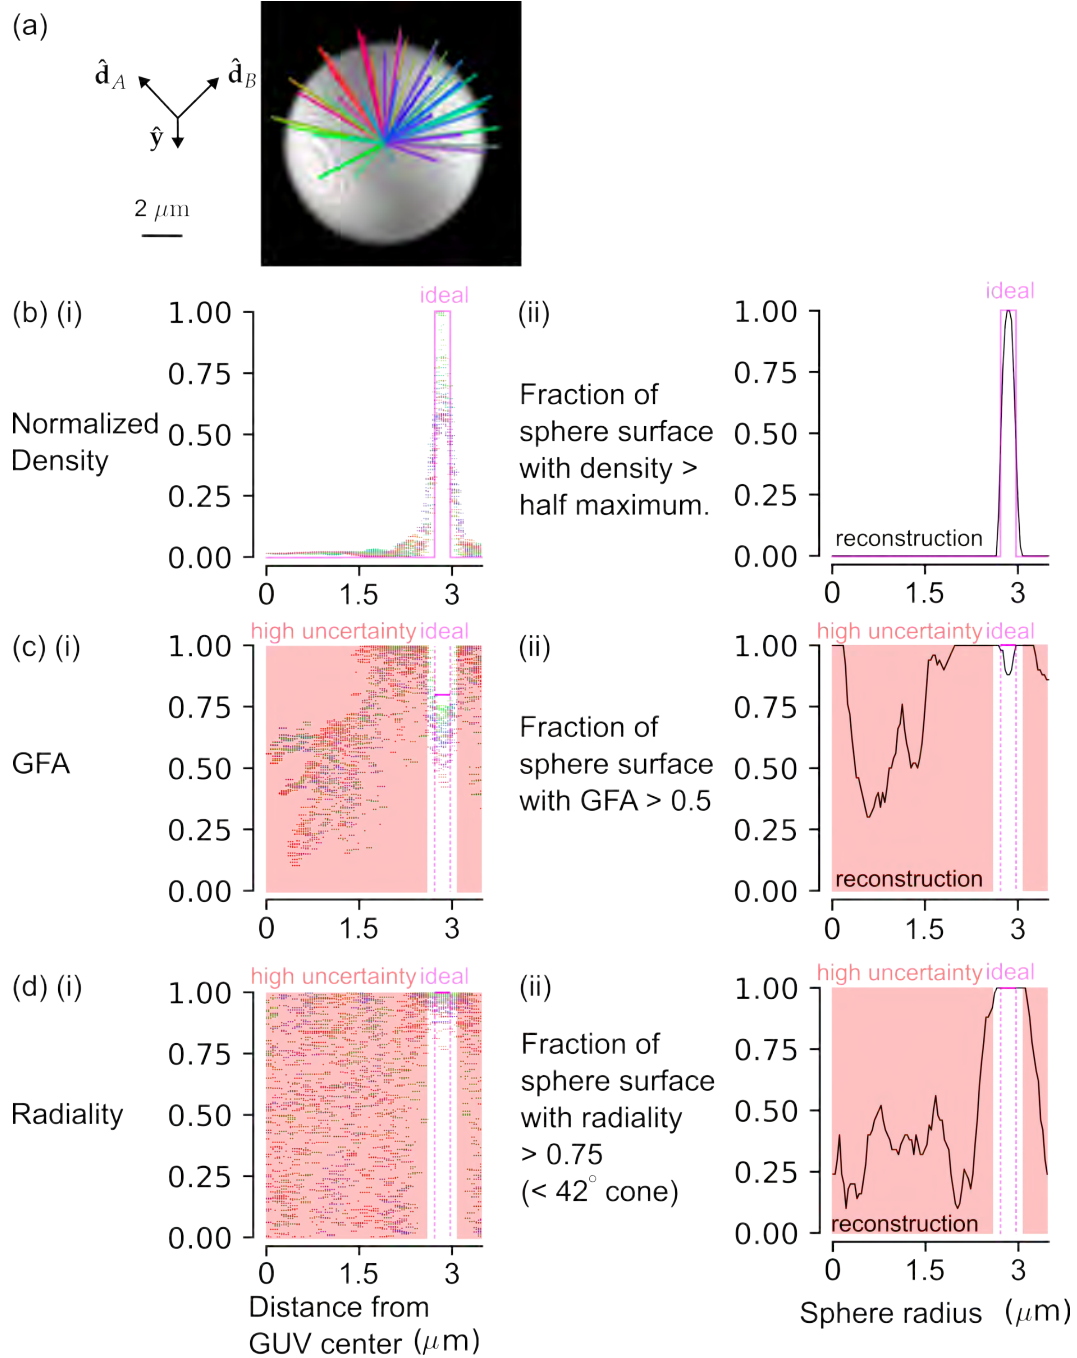 (a)
d̂A
d̂B
ŷ
2 μm
(b) (i)
Normalized
Density
ideal
1.00
0.75
0.50
0.25
0.00
0
1.5
3
(ii)
Fraction of
sphere surface
with density >
half maximum.
ideal
1.00
0.75
0.50
0.25
0.00
reconstruction
0
1.5
3
(c) (i)
GFA
high uncertainty
ideal
1.00
0.75
0.50
0.25
0.00
0
1.5
3
(ii)
Fraction of
sphere surface
with GFA > 0.5
high uncertainty
ideal
1.00
0.75
0.50
0.25
0.00
reconstruction
0
1.5
3
(d) (i)
Radiality
high uncertainty
ideal
1.00
0.75
0.50
0.25
0.00
0
1.5
3
Distance from
GUV center (μm)
(ii)
Fraction of
sphere surface
with radiality
> 0.75
(< 42° cone)
high uncertainty
ideal
1.00
0.75
0.50
0.25
0.00
reconstruction
0
1.5
3
Sphere radius (μm)